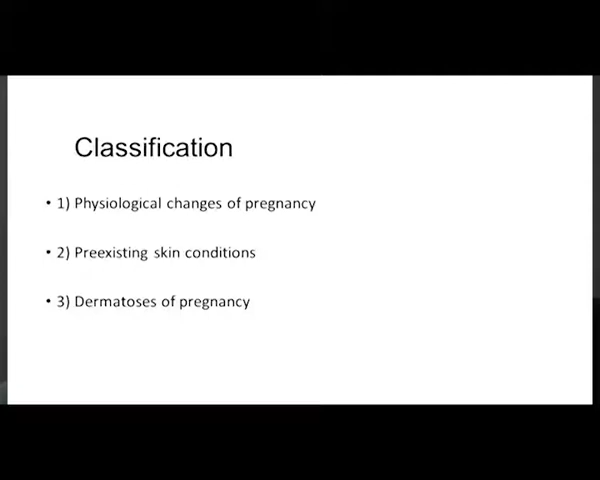 Classification
• 1) Physiological changes of pregnancy
• 2) Preexisting skin conditions
• 3) Dermatoses of pregnancy